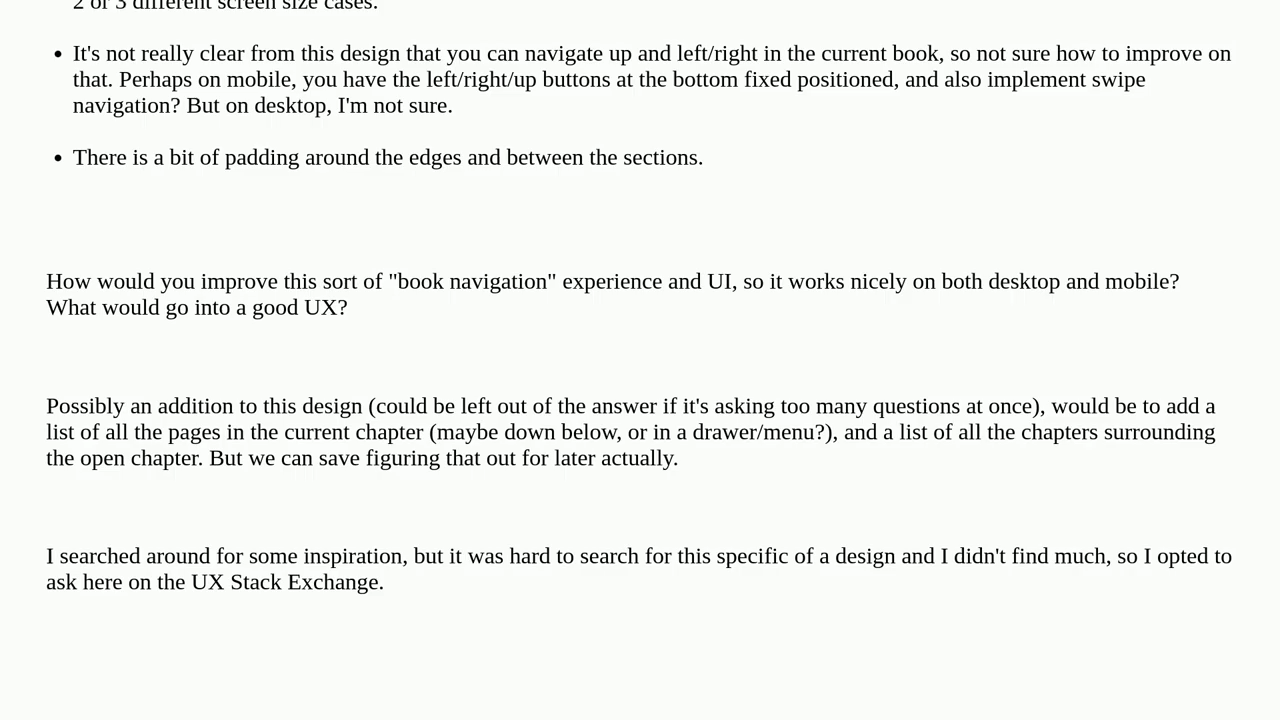 2 or 3 different screen size cases.
• It's not really clear from this design that you can navigate up and left/right in the current book, so not sure how to improve on
that. Perhaps on mobile, you have the left/right/up buttons at the bottom fixed positioned, and also implement swipe
navigation? But on desktop, I'm not sure.
• There is a bit of padding around the edges and between the sections.
How would you improve this sort of "book navigation" experience and UI, so it works nicely on both desktop and mobile?
What would go into a good UX?
Possibly an addition to this design (could be left out of the answer if it's asking too many questions at once), would be to add a
list of all the pages in the current chapter (maybe down below, or in a drawer/menu?), and a list of all the chapters surrounding
the open chapter. But we can save figuring that out for later actually.
I searched around for some inspiration, but it was hard to search for this specific of a design and I didn't find much, so I opted to
ask here on the UX Stack Exchange.